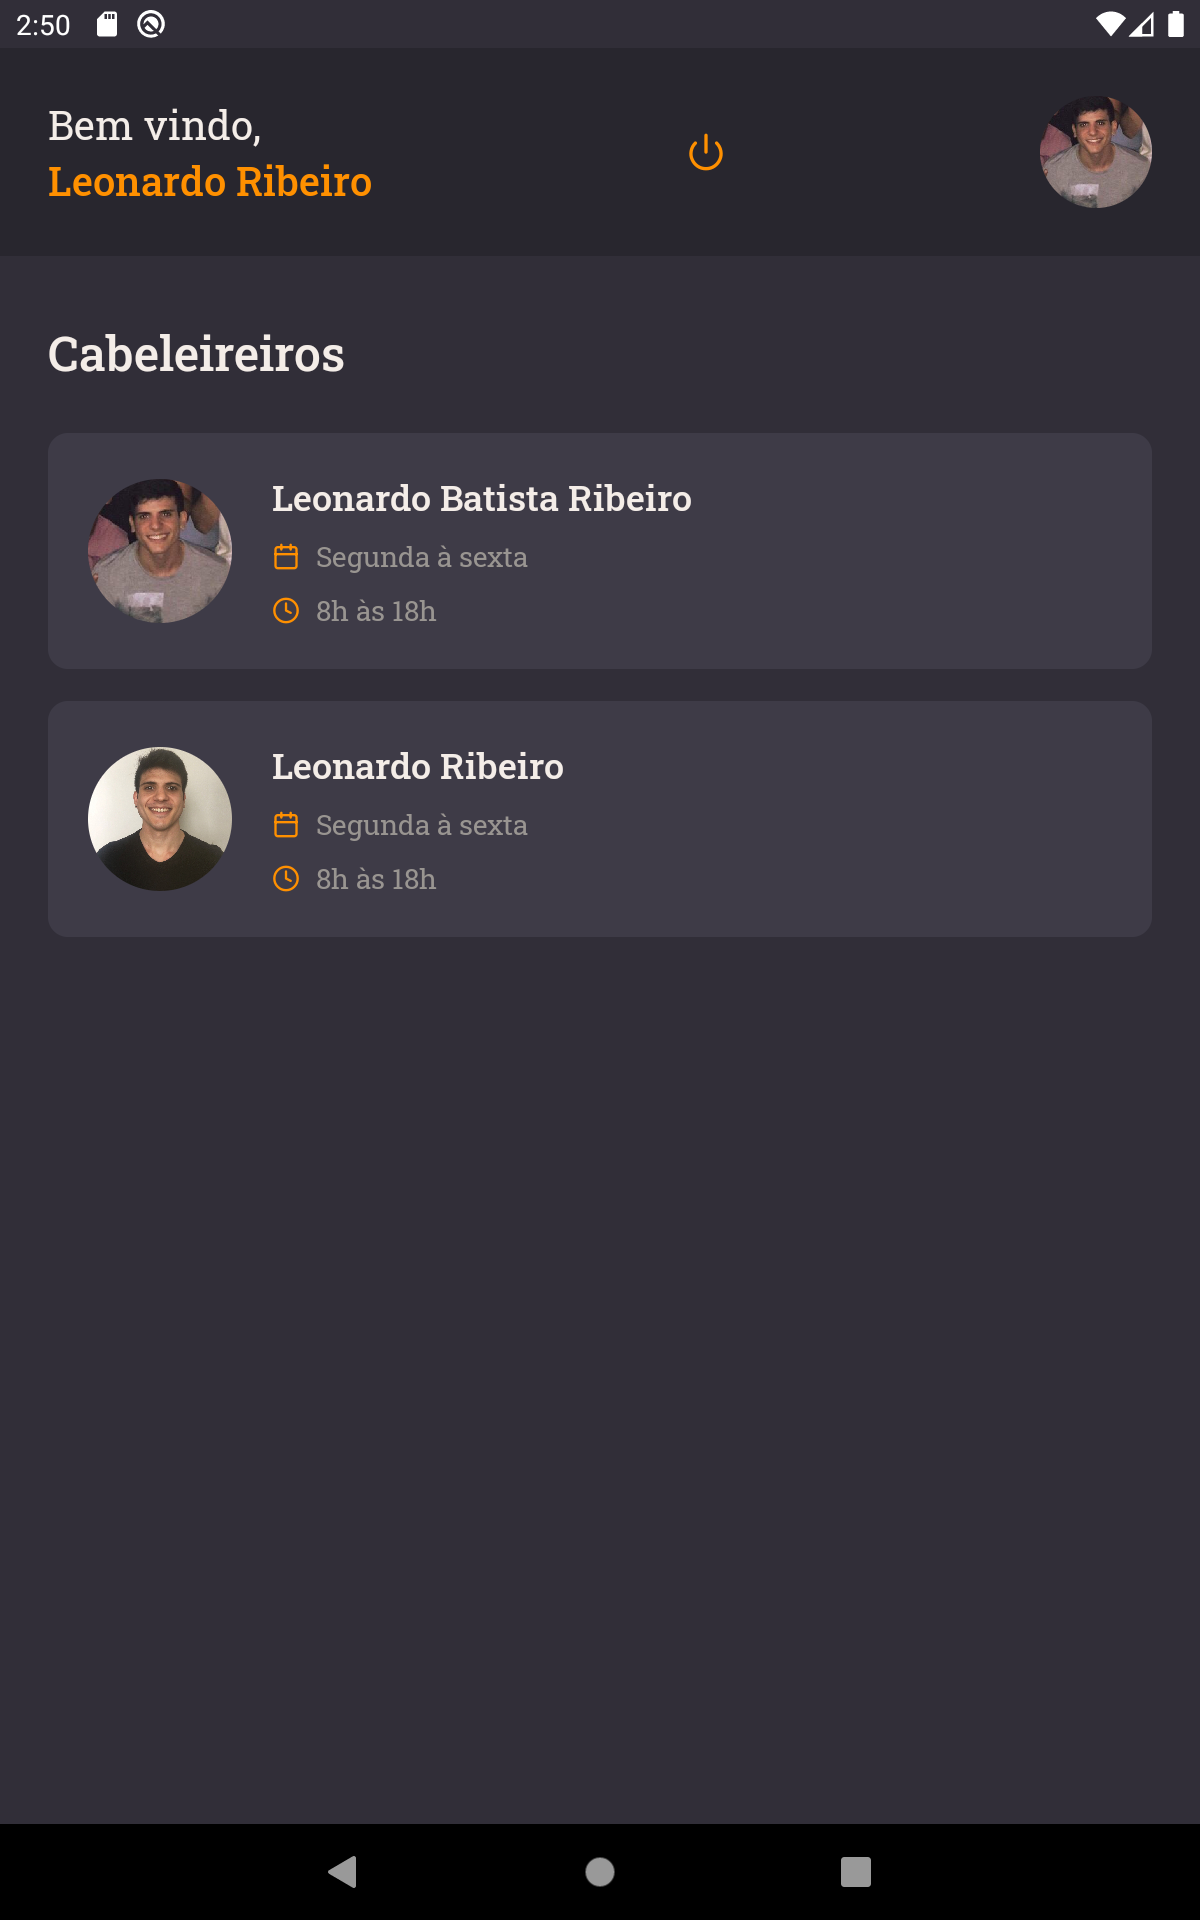 2:50
Bem vindo,
Leonardo Ribeiro
Cabeleireiros
Leonardo Batista Ribeiro
Segunda à sexta
8h às 18h
Leonardo Ribeiro
Segunda à sexta
8h às 18h